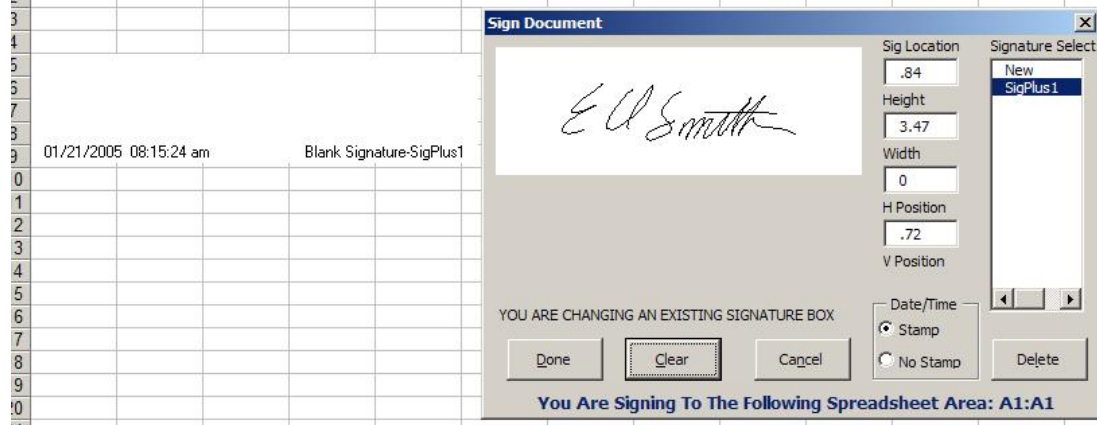 3
4
5
6
7
8
9
01/21/2005 08:15:24 am
Blank Signature-SigPlus1
0
1
2
3
4
5
6
7
8
9
20
Sign Document
Sig Location
.84
Height
3.47
Width
0
H Position
.72
V Position
Signature Select
New
SigPlus1
YOU ARE CHANGING AN EXISTING SIGNATURE BOX
Date/Time
Stamp
No Stamp
Done
Clear
Cancel
Delete
You Are Signing To The Following Spreadsheet Area: A1:A1